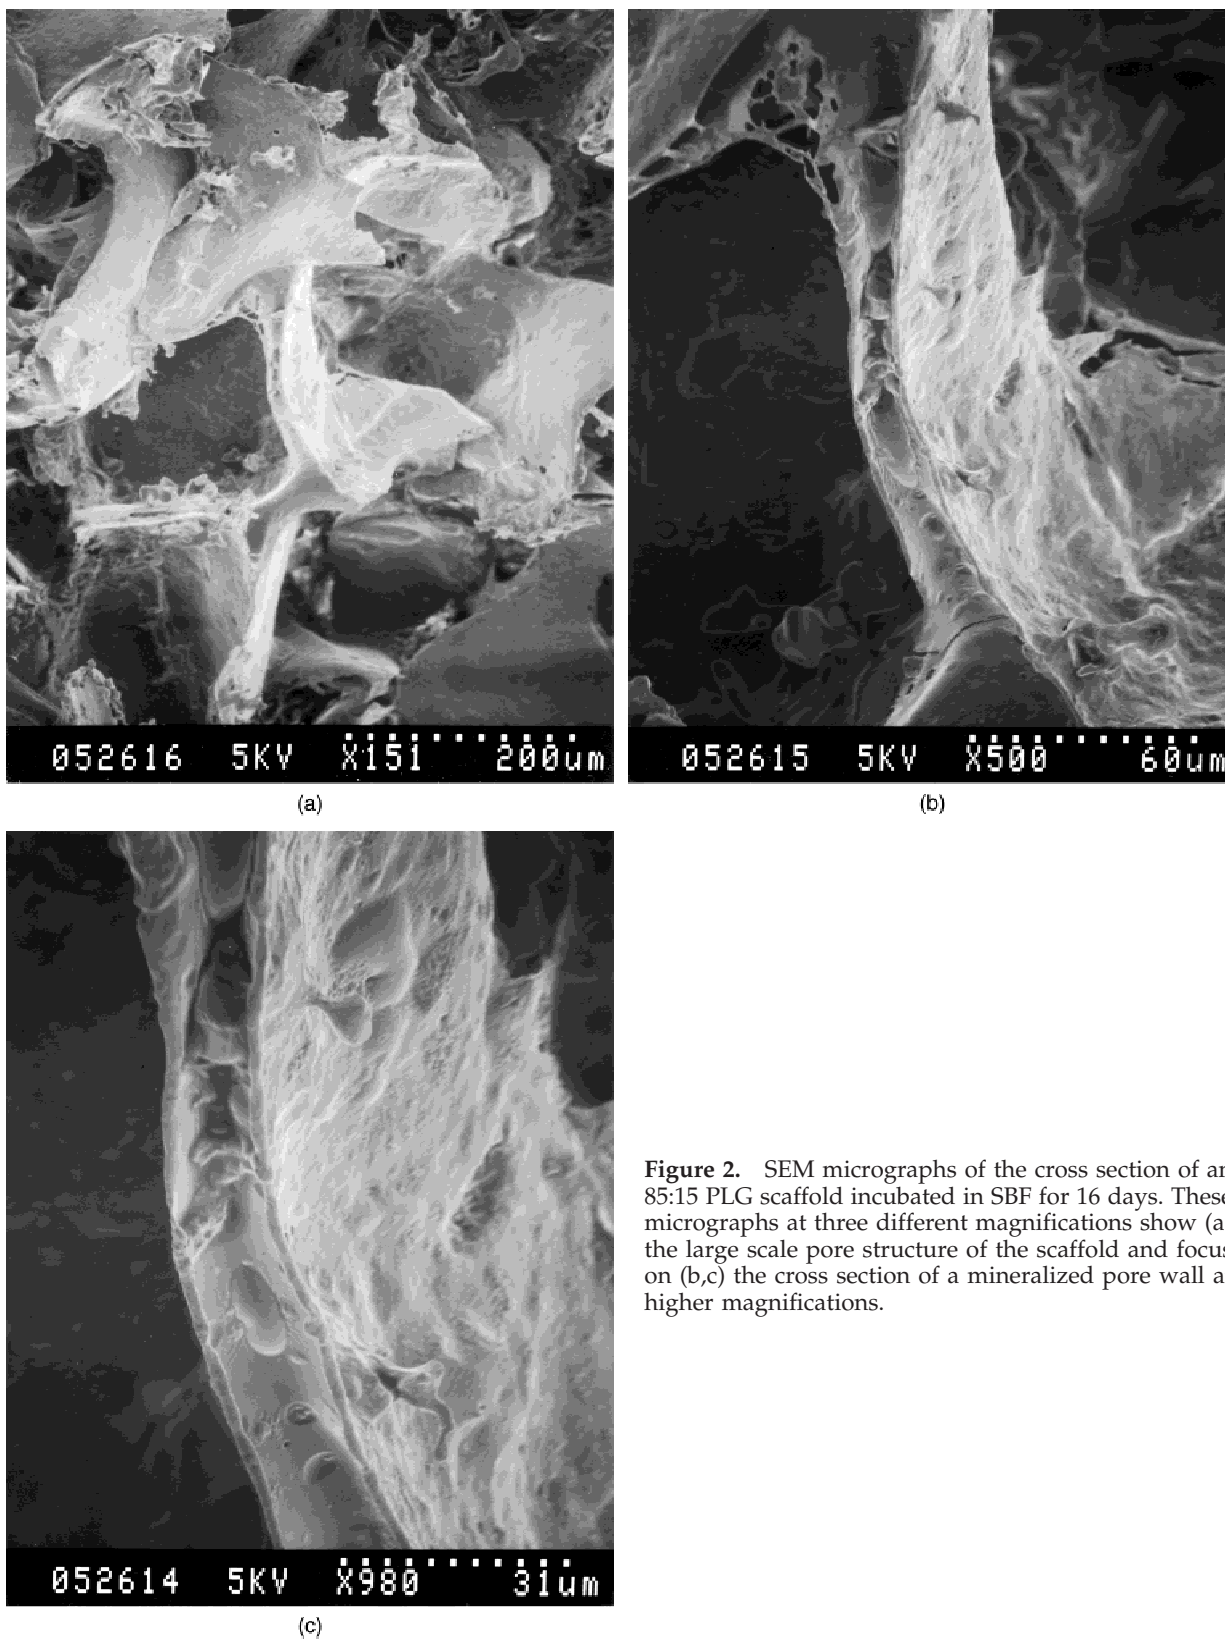 052616 5KV X151 200um
(a)
052615 5KV X500 60um
(b)
052614 5KV X980 31um
(c)
Figure 2. SEM micrographs of the cross section of an
85:15 PLG scaffold incubated in SBF for 16 days. These
micrographs at three different magnifications show (a
the large scale pore structure of the scaffold and focus
on (b,c) the cross section of a mineralized pore wall a
higher magnifications.